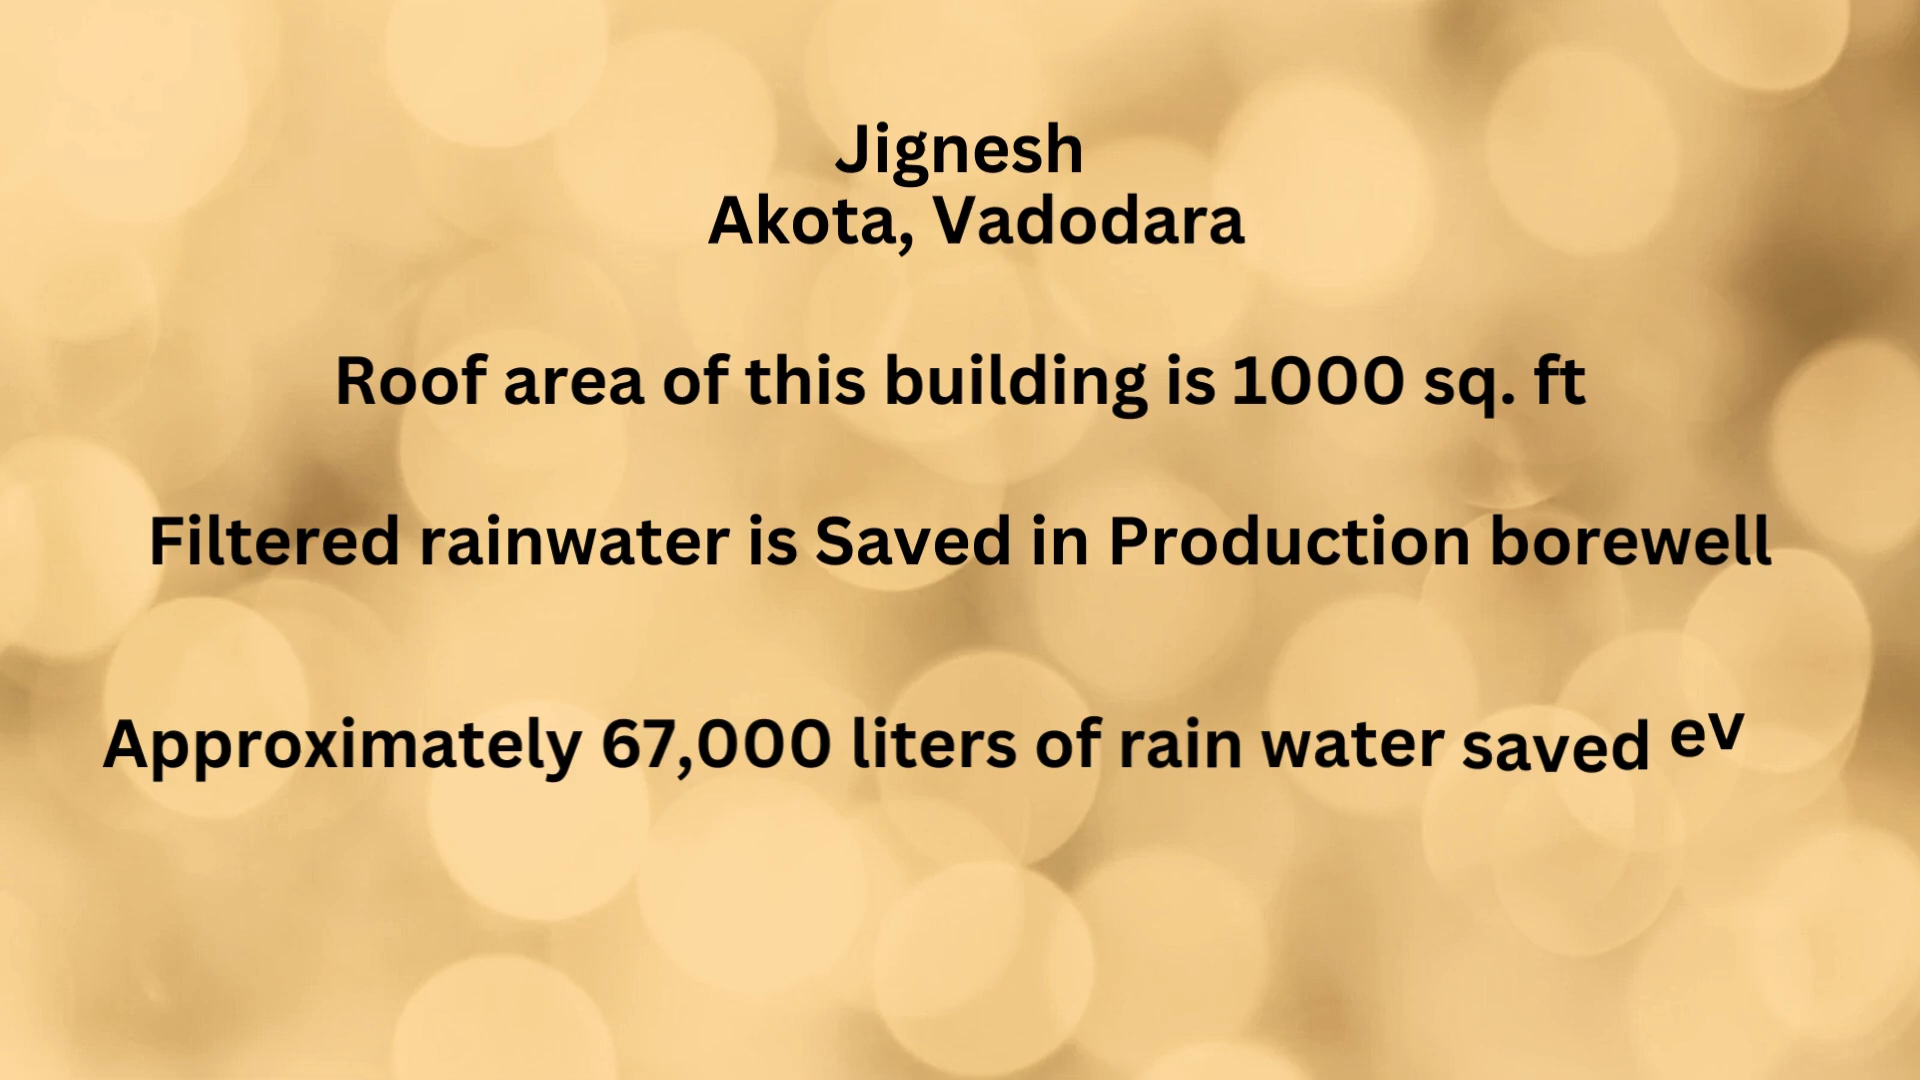 Jignesh
Akota, Vadodara
Roof area of this building is 1000 sq. ft
Filtered rainwater is Saved in Production borewell
Approximately 67,000 liters of rain water saved ev